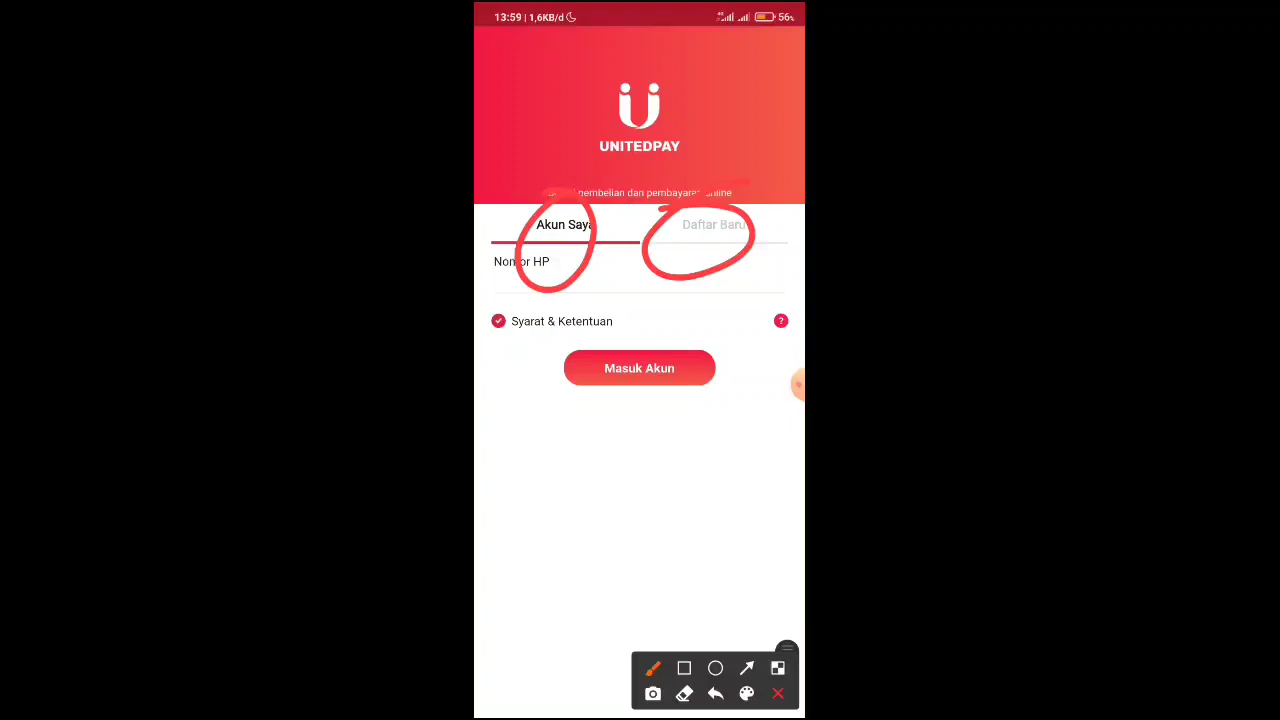 13:59 | 1,6KB/d
4G 56%
UNITEDPAY
pembelian dan pembayaran online
Akun Saya
Daftar Baru
Nomor HP
Syarat & Ketentuan
?
Masuk Akun